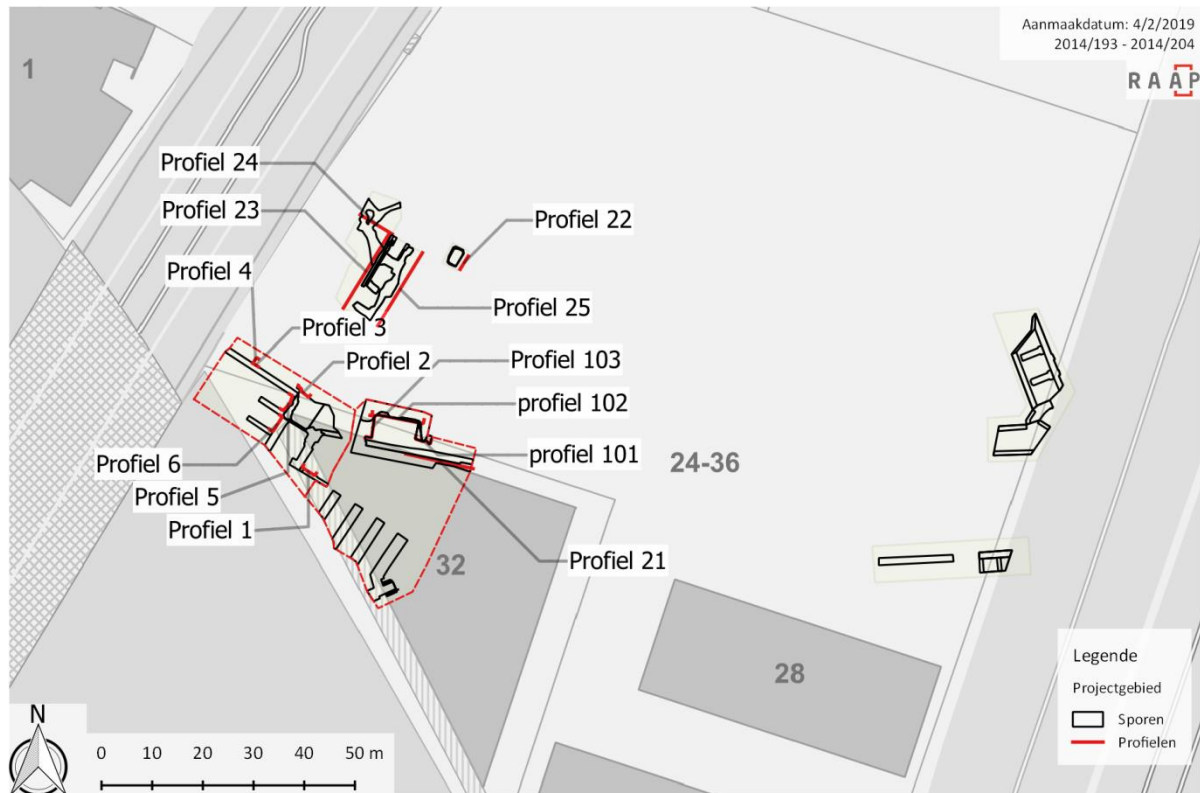 Aanmaakdatum: 4/2/2019
2014/193 - 2014/204
RAAP
1
Profiel 24
Profiel 23
Profiel 22
Profiel 4
Profiel 25
Profiel 3
Profiel 2
Profiel 103
profiel 102
profiel 101
24-36
Profiel 6
Profiel 5
Profiel 1
Profiel 21
32
28
Legende
Projectgebied
Sporen
Profielen
N
0 10 20 30 40 50 m